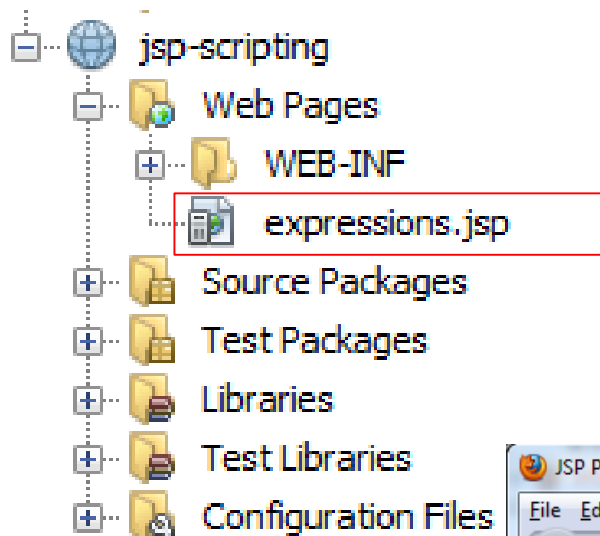 jsp-scripting
Web Pages
WEB-INF
expressions.jsp
Source Packages
Test Packages
Libraries
Test Libraries
JSP P
Configuration Files
File Ed